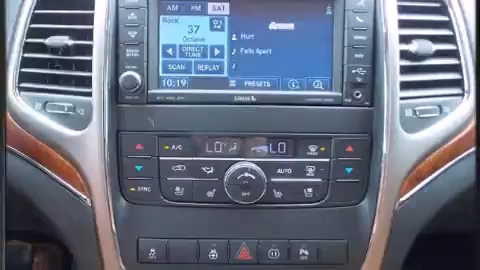 AM FM SAT
Rock
37
Octane
Hurt
DIRECT
TUNE
Falls Apart
SCAN REPLAY
10:19 PRESETS
SIRIUS
A/C LO LO
AUTO
SYNC
OFF